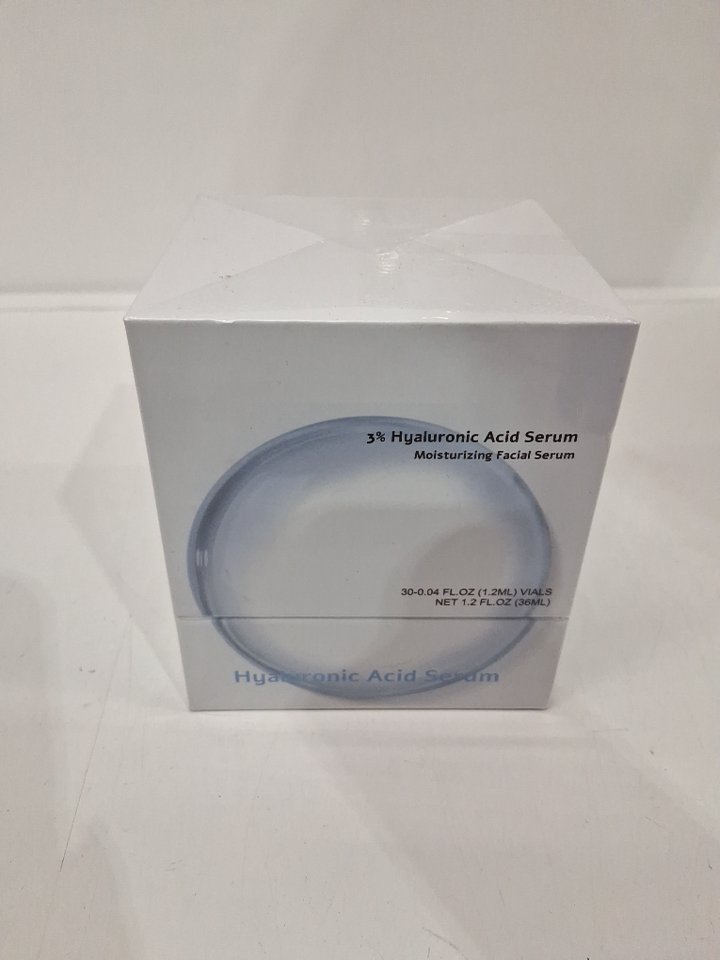 3% Hyaluronic Acid Serum
Moisturizing Facial Serum
30-0.04 FL.OZ (1.2ML) VIALS
NET 1.2 FL.OZ (36ML)
Hyaluronic Acid Serum